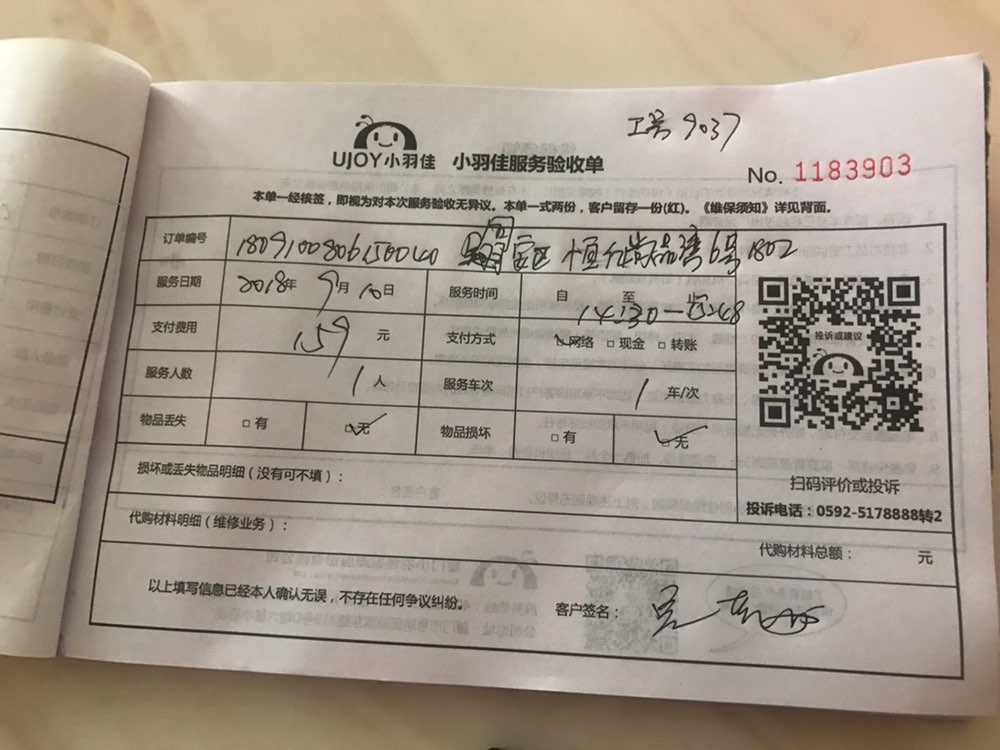 工号 9037
UJOY小羽佳 小羽佳服务验收单
No. 1183903
本单一经核签，即视为对本次服务验收无异议。本单一式两份，客户留存一份(红)。《维保须知》详见背面。
订单编号 安区 6号1802
服务日期 2018年 9月 10日 服务时间 自 至 14:30
支付费用 159 元 支付方式 ☑网络 □现金 □转账
投诉或建议
服务人数 1人 服务车次 1 车/次
物品丢失 □有 ☑无 物品损坏 □有 ☑无
损坏或丢失物品明细（没有可不填）：
扫码评价或投诉
投诉电话：0592-5178888转2
代购材料明细（维修业务）：
代购材料总额： 元
以上填写信息已经本人确认无误，不存在任何争议纠纷。
客户签名：